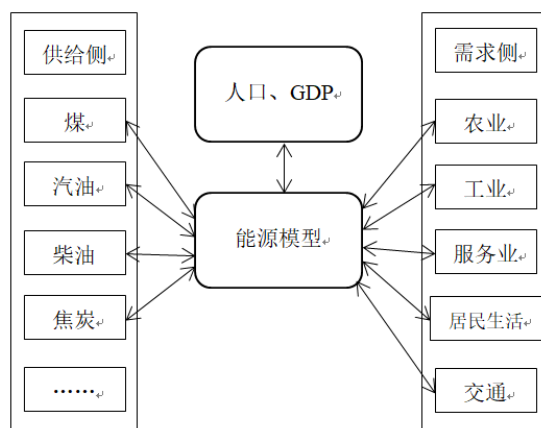 供给侧
煤
汽油
柴油
焦炭
……
人口、GDP
能源模型
需求侧
农业
工业
服务业
居民生活
交通